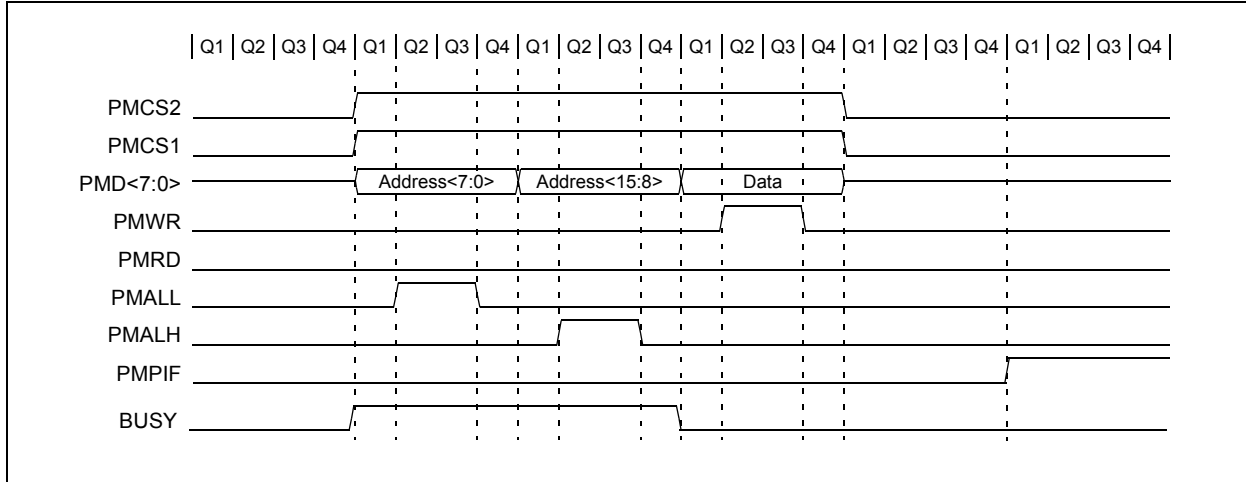 Q1 Q2 Q3 Q4 Q1 Q2 Q3 Q4 Q1 Q2 Q3 Q4 Q1 Q2 Q3 Q4 Q1 Q2 Q3 Q4 Q1 Q2 Q3 Q4
PMCS2
PMCS1
PMD<7:0> Address<7:0> Address<15:8> Data
PMWR
PMRD
PMALL
PMALH
PMPIF
BUSY